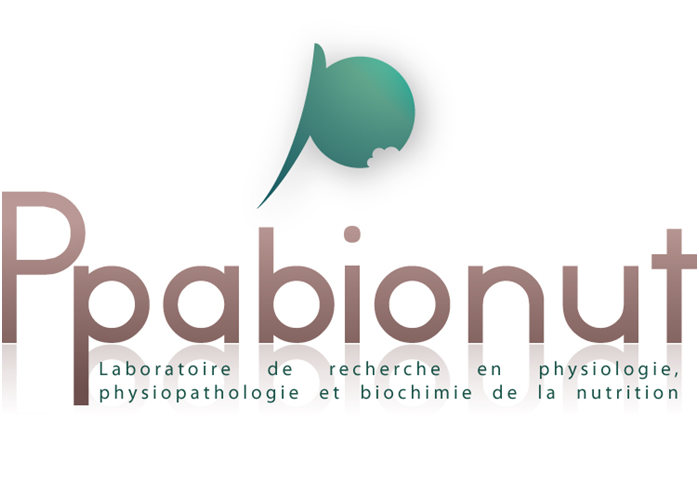 Ppabionut
Laboratoire de recherche en physiologie,
physiopathologie et biochimie de la nutrition